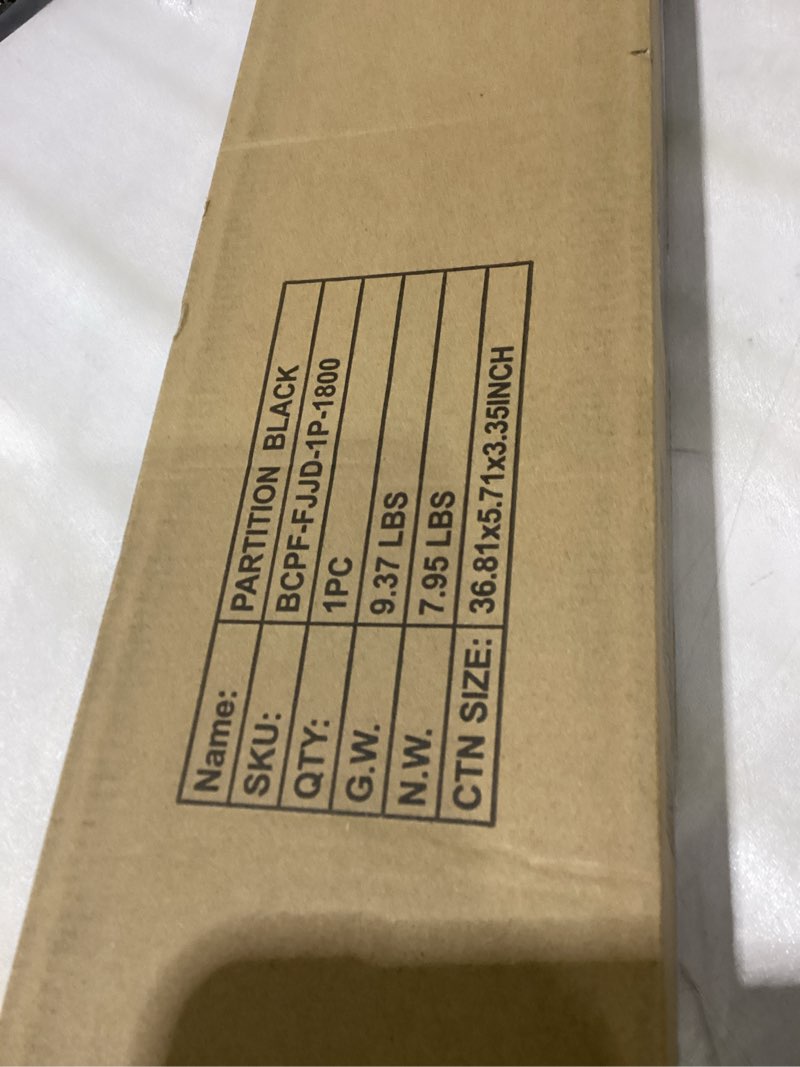 Name: PARTITION BLACK
SKU: BCPF-FJJD-1P-1800
QTY: 1PC
G.W. 9.37 LBS
N.W. 7.95 LBS
CTN SIZE: 36.81x5.71x3.35INCH